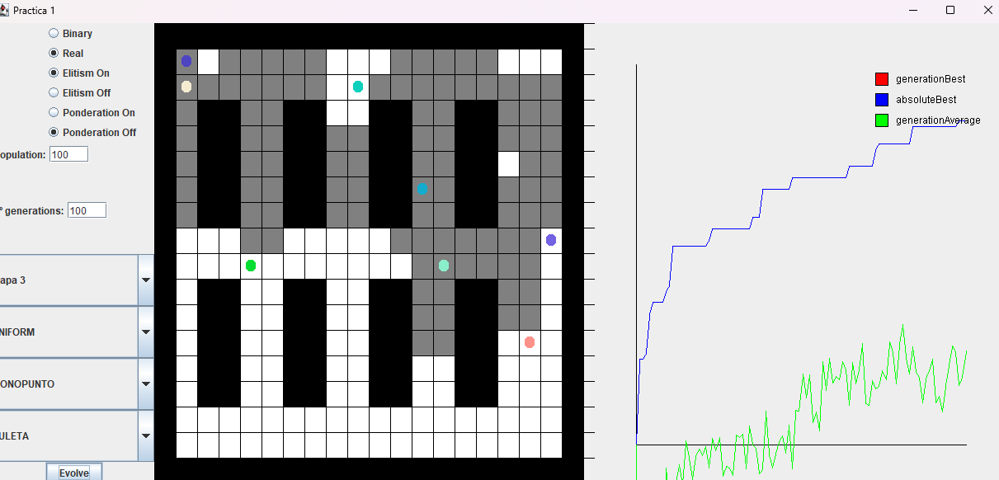 Practica 1
Binary
Real
Elitism On
Elitism Off
Ponderation On
Ponderation Off
opulation: 100
º generations: 100
apa 3
NIFORM
ONOPUNTO
ULETA
Evolve
generationBest
absoluteBest
generationAverage